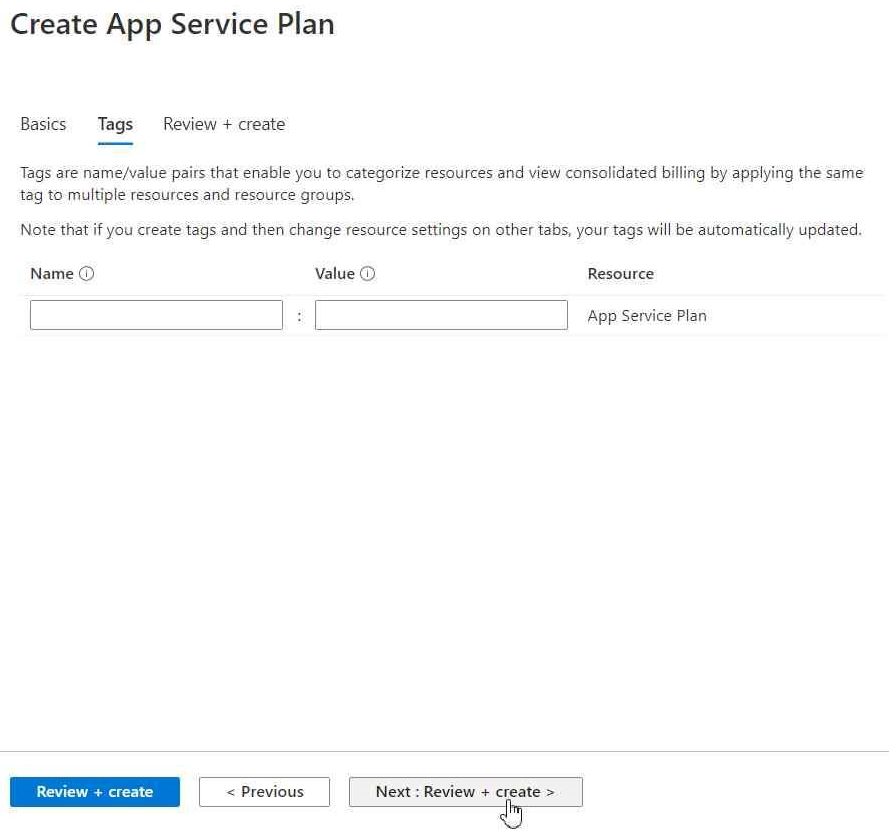 Create App Service Plan
Basics Tags Review + create
Tags are name/value pairs that enable you to categorize resources and view consolidated billing by applying the same
tag to multiple resources and resource groups.
Note that if you create tags and then change resource settings on other tabs, your tags will be automatically updated.
Name Value Resource
: App Service Plan
Review + create < Previous Next : Review + create >